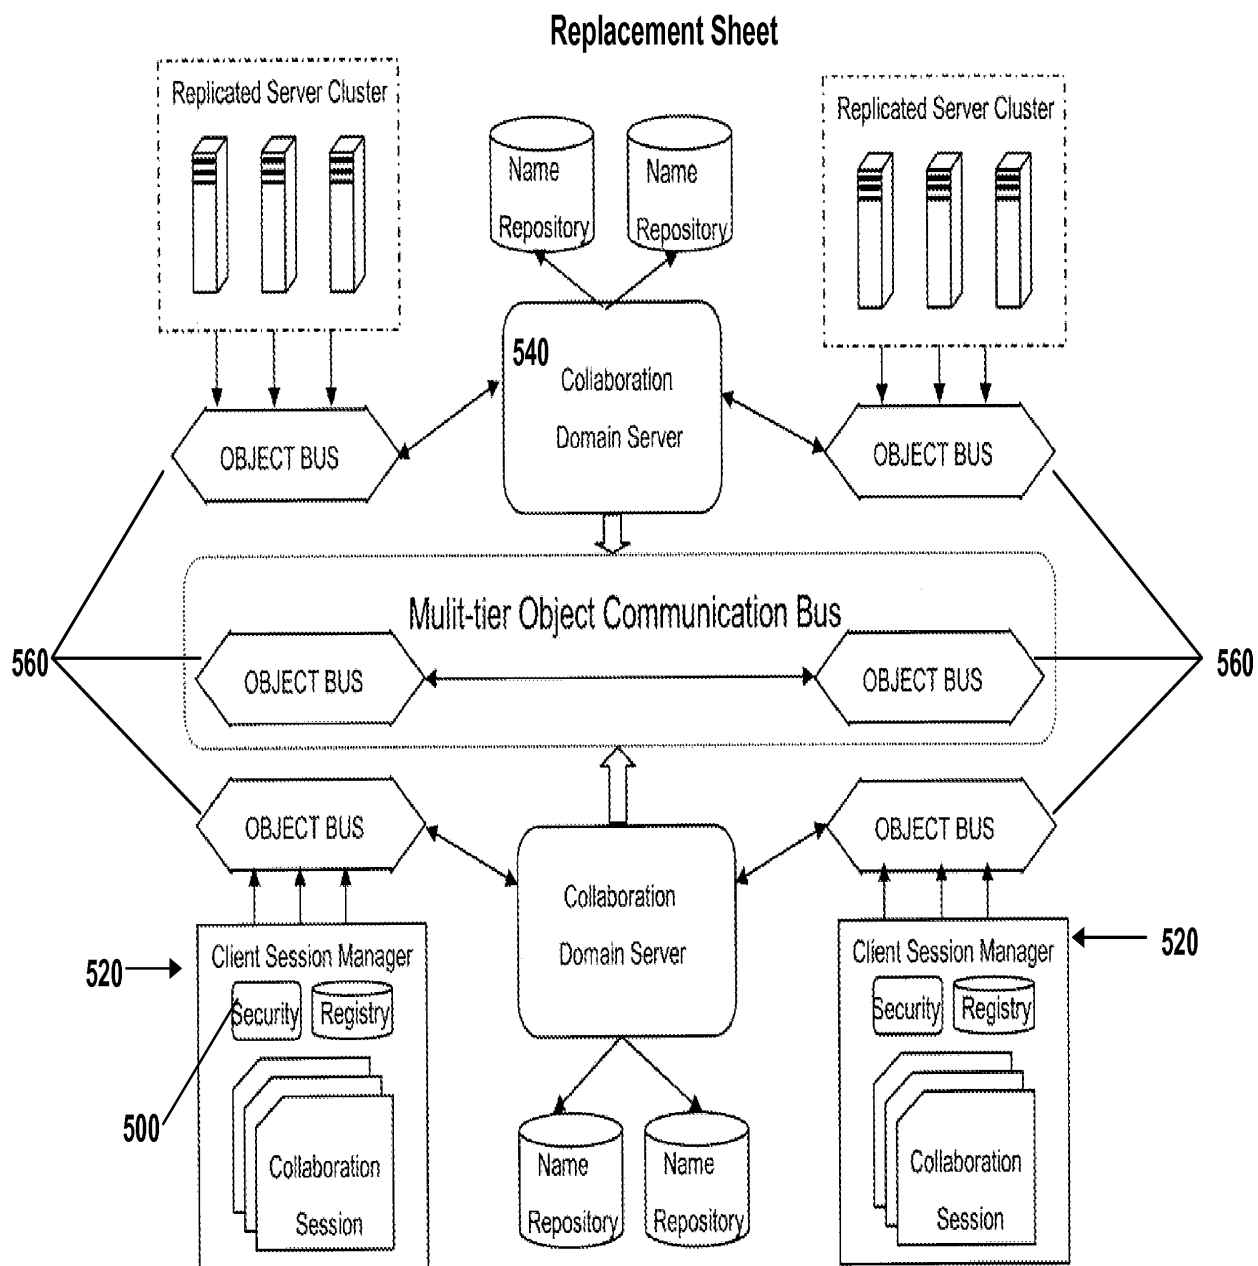 Replacement Sheet
Replicated Server Cluster
Replicated Server Cluster
Name
Repository
Name
Repository
540
Collaboration
Domain Server
OBJECT BUS
OBJECT BUS
Mulit-tier Object Communication Bus
560
OBJECT BUS
OBJECT BUS
560
OBJECT BUS
OBJECT BUS
Collaboration
Domain Server
520
Client Session Manager
Security
Registry
500
Collaboration
Session
Client Session Manager
520
Security
Registry
Collaboration
Session
Name
Repository
Name
Repository